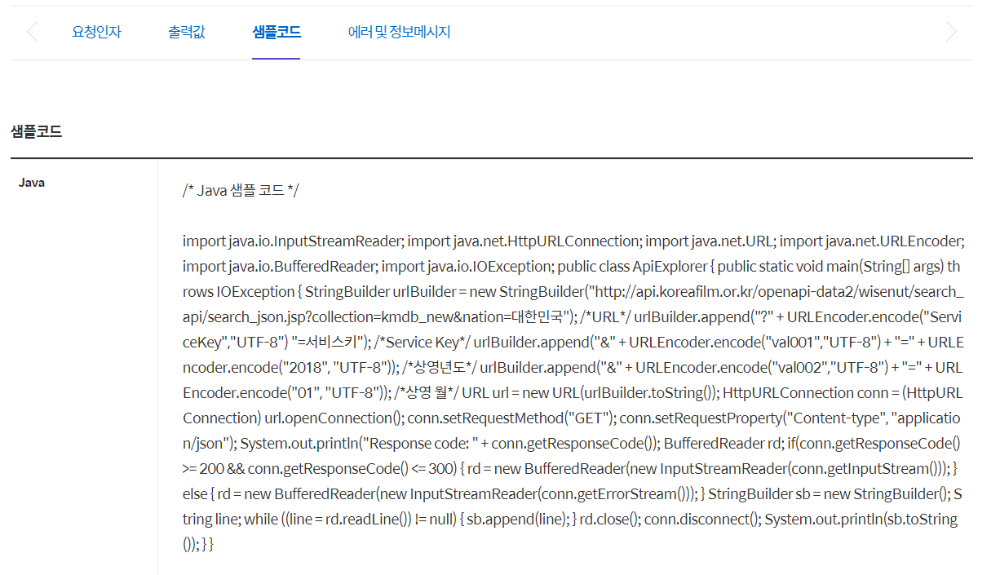 요청인자 출력값 샘플코드 에러 및 정보메시지
샘플코드
Java
/* Java 샘플 코드 */
import java.io.InputStreamReader; import java.net.HttpURLConnection; import java.net.URL; import java.net.URLEncoder;
import java.io.BufferedReader; import java.io.IOException; public class ApiExplorer { public static void main(String[] args) th
rows IOException { StringBuilder urlBuilder = new StringBuilder("http://api.koreafilm.or.kr/openapi-data2/wisenut/search_
api/search_json.jsp?collection=kmdb_new&nation=대한민국"); /*URL*/ urlBuilder.append("?" + URLEncoder.encode("Servi
ceKey","UTF-8") "=서비스키"); /*Service Key*/ urlBuilder.append("&" + URLEncoder.encode("val001","UTF-8") + "=" + URLE
ncoder.encode("2018", "UTF-8")); /*상영년도*/ urlBuilder.append("&" + URLEncoder.encode("val002","UTF-8") + "=" + URL
Encoder.encode("01", "UTF-8")); /*상영 월*/ URL url = new URL(urlBuilder.toString()); HttpURLConnection conn = (HttpURL
Connection) url.openConnection(); conn.setRequestMethod("GET"); conn.setRequestProperty("Content-type", "applicatio
n/json"); System.out.println("Response code: " + conn.getResponseCode()); BufferedReader rd; if(conn.getResponseCode()
>= 200 && conn.getResponseCode() <= 300) { rd = new BufferedReader(new InputStreamReader(conn.getInputStream())); }
else { rd = new BufferedReader(new InputStreamReader(conn.getErrorStream())); } StringBuilder sb = new StringBuilder(); S
tring line; while ((line = rd.readLine()) != null) { sb.append(line); } rd.close(); conn.disconnect(); System.out.println(sb.toString
()); } }